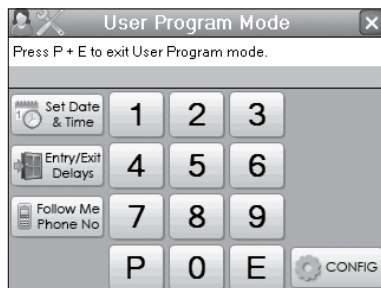 User Program Mode
Press P + E to exit User Program mode.
Set Date
& Time
1 2 3
Entry/Exit
Delays
4 5 6
Follow Me
Phone No
7 8 9
P 0 E
CONFIG